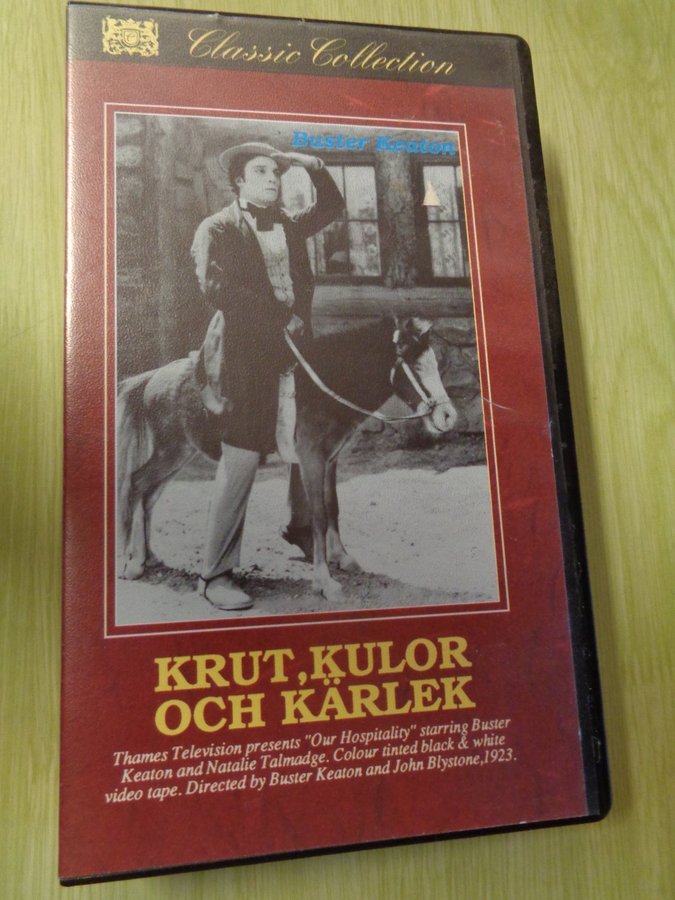 Classic Collection
Buster Keaton
KRUT, KULOR
OCH KÄRLEK
Thames Television presents "Our Hospitality" starring Buster
Keaton and Natalie Talmadge. Colour tinted black & white
video tape. Directed by Buster Keaton and John Blystone,1923.